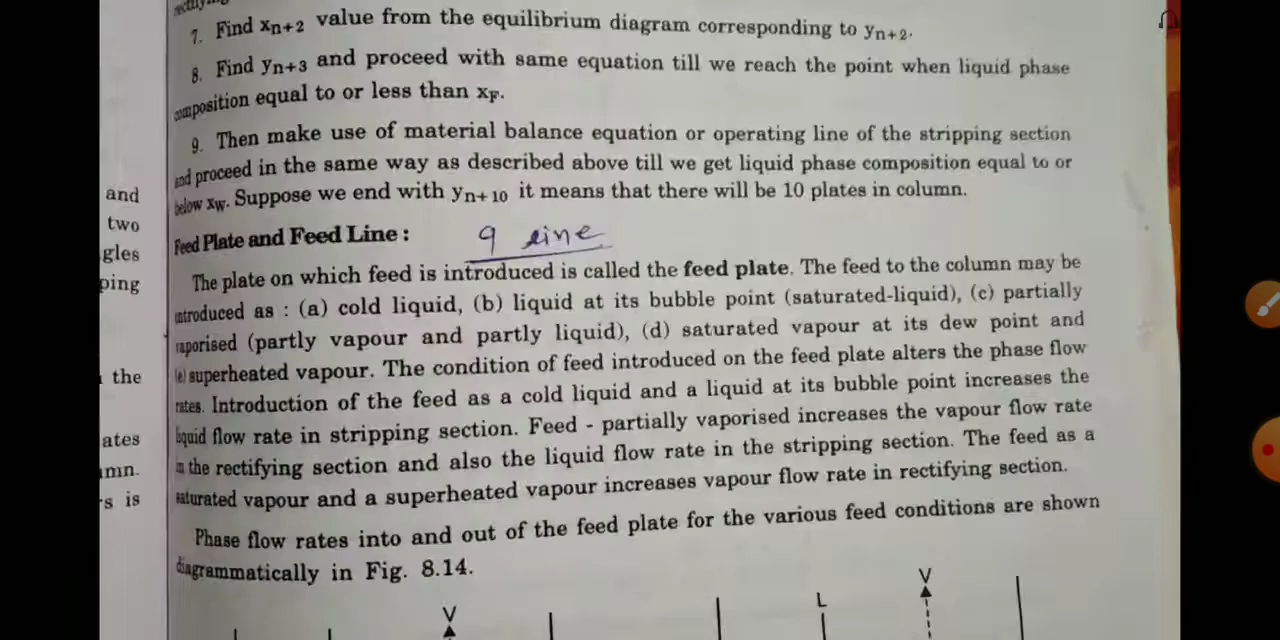 7. Find xn+2 value from the equilibrium diagram corresponding to yn+2.
8. Find yn+3 and proceed with same equation till we reach the point when liquid phase
composition equal to or less than xF.
9. Then make use of material balance equation or operating line of the stripping section
and proceed in the same way as described above till we get liquid phase composition equal to or
below xW. Suppose we end with yn+10 it means that there will be 10 plates in column.
Feed Plate and Feed Line : q line
The plate on which feed is introduced is called the feed plate. The feed to the column may be
introduced as : (a) cold liquid, (b) liquid at its bubble point (saturated-liquid), (c) partially
vaporised (partly vapour and partly liquid), (d) saturated vapour at its dew point and
(e) superheated vapour. The condition of feed introduced on the feed plate alters the phase flow
rates. Introduction of the feed as a cold liquid and a liquid at its bubble point increases the
liquid flow rate in stripping section. Feed - partially vaporised increases the vapour flow rate
in the rectifying section and also the liquid flow rate in the stripping section. The feed as a
saturated vapour and a superheated vapour increases vapour flow rate in rectifying section.
Phase flow rates into and out of the feed plate for the various feed conditions are shown
diagrammatically in Fig. 8.14.
V L V
and
two
gles
ping
the
ates
mn.
s is